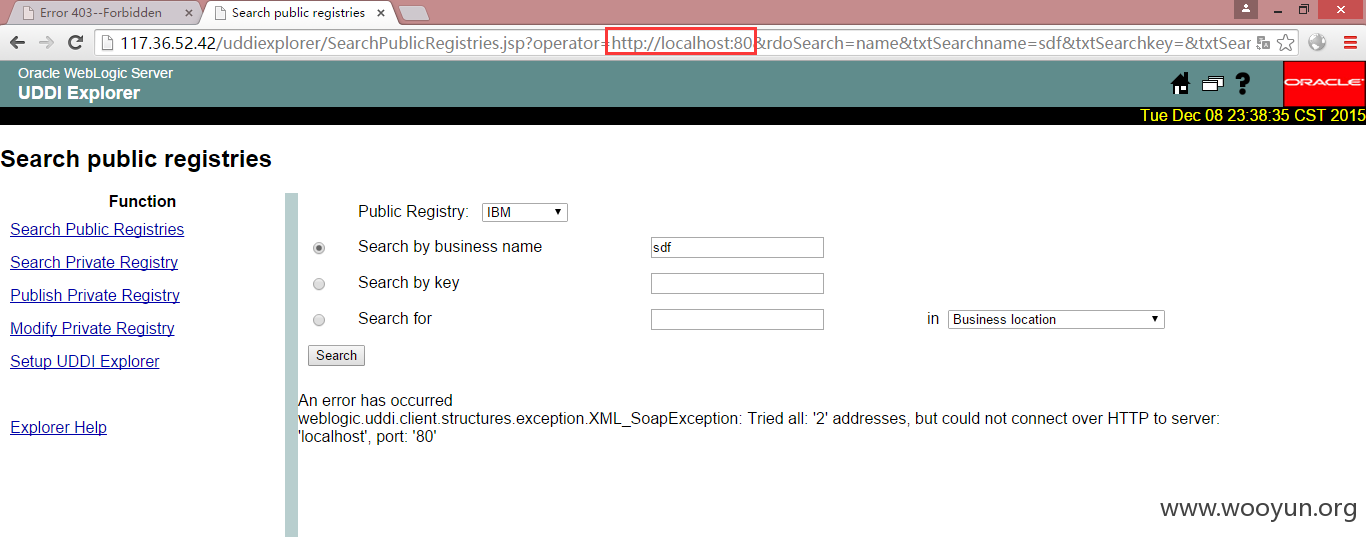 Error 403--Forbidden
Search public registries
117.36.52.42/uddiexplorer/SearchPublicRegistries.jsp?operator=http://localhost:80&rdoSearch=name&txtSearchname=sdf&txtSearchkey=&txtSear
Oracle WebLogic Server
UDDI Explorer
ORACLE
Tue Dec 08 23:38:35 CST 2015
Search public registries
Function
Search Public Registries
Search Private Registry
Publish Private Registry
Modify Private Registry
Setup UDDI Explorer
Explorer Help
Public Registry: IBM
Search by business name sdf
Search by key
Search for in Business location
Search
An error has occurred
weblogic.uddi.client.structures.exception.XML_SoapException: Tried all: '2' addresses, but could not connect over HTTP to server:
'localhost', port: '80'
www.wooyun.org